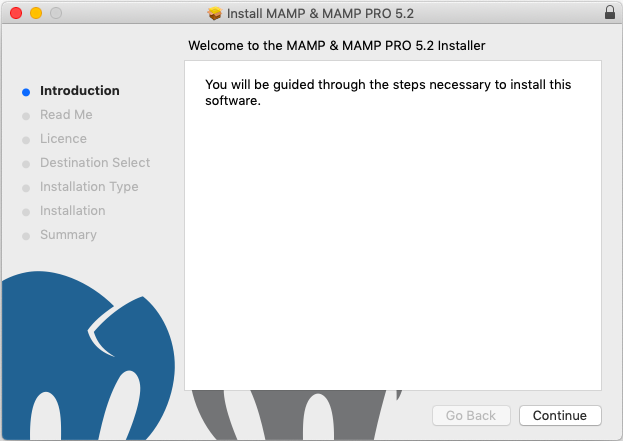 Install MAMP & MAMP PRO 5.2
Welcome to the MAMP & MAMP PRO 5.2 Installer
Introduction
Read Me
Licence
Destination Select
Installation Type
Installation
Summary
You will be guided through the steps necessary to install this
software.
Go Back
Continue